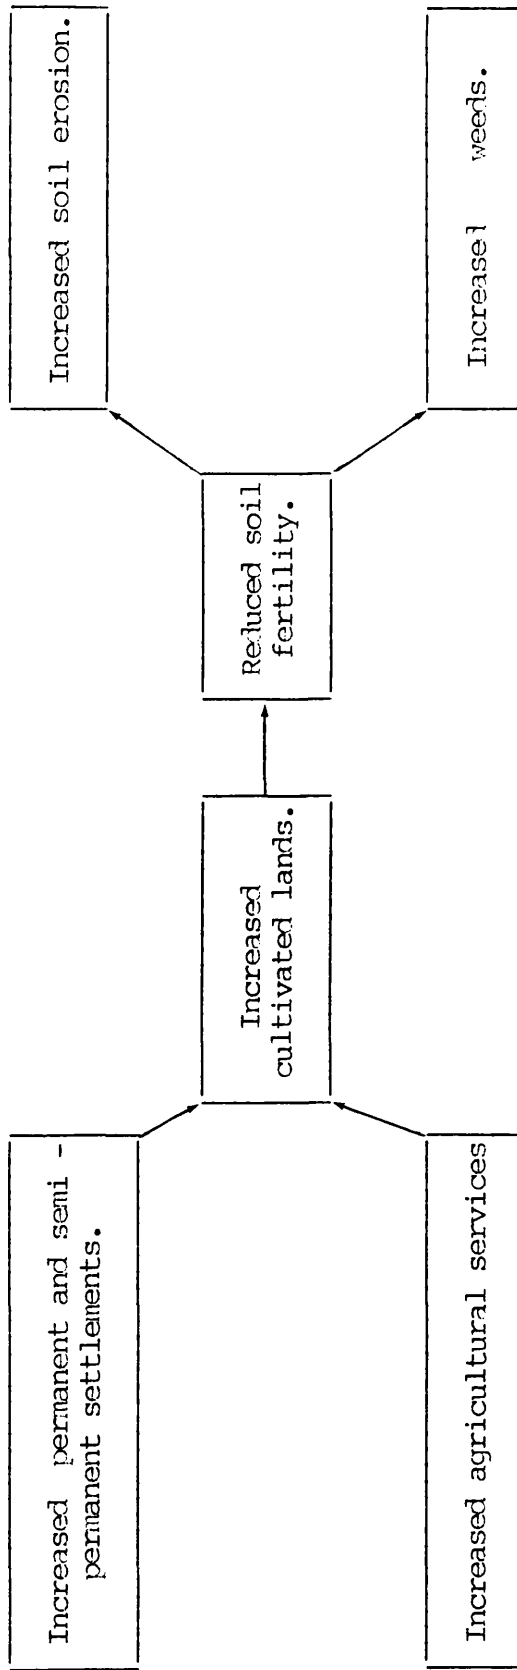 Increased permanent and semi -
permanent settlements.
Increased agricultural services
Increased
cultivated lands.
Reduced soil
fertility.
Increased soil erosion.
Increased weeds.